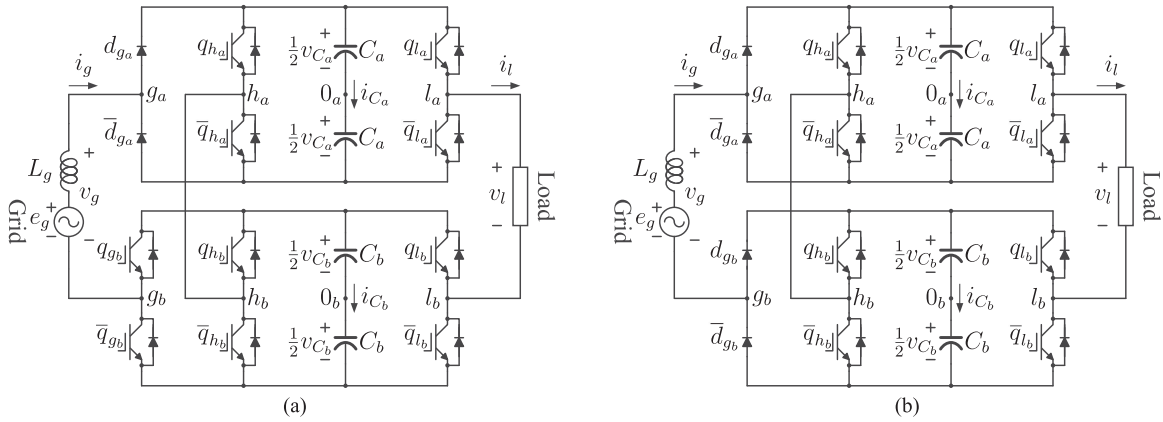 d_{g_a} q_{h_a} ½v_{C_a} + − C_a q_{l_a}
i_g i_l
g_a h_a 0_a i_{C_a} l_a
d̅_{g_a} q̅_{h_a} ½v_{C_a} + − C_a q̅_{l_a}
L_g + v_g − e_g + −
Grid
+ v_l −
Load
q_{g_b} q_{h_b} ½v_{C_b} + − C_b q_{l_b}
g_b h_b 0_b i_{C_b} l_b
q̅_{g_b} q̅_{h_b} ½v_{C_b} + − C_b q̅_{l_b}
(a)
d_{g_a} q_{h_a} ½v_{C_a} + − C_a q_{l_a}
i_g i_l
g_a h_a 0_a i_{C_a} l_a
d̅_{g_a} q̅_{h_a} ½v_{C_a} + − C_a q̅_{l_a}
L_g + v_g − e_g + −
Grid
+ v_l −
Load
d_{g_b} q_{h_b} ½v_{C_b} + − C_b q_{l_b}
g_b h_b 0_b i_{C_b} l_b
d̅_{g_b} q̅_{h_b} ½v_{C_b} + − C_b q̅_{l_b}
(b)